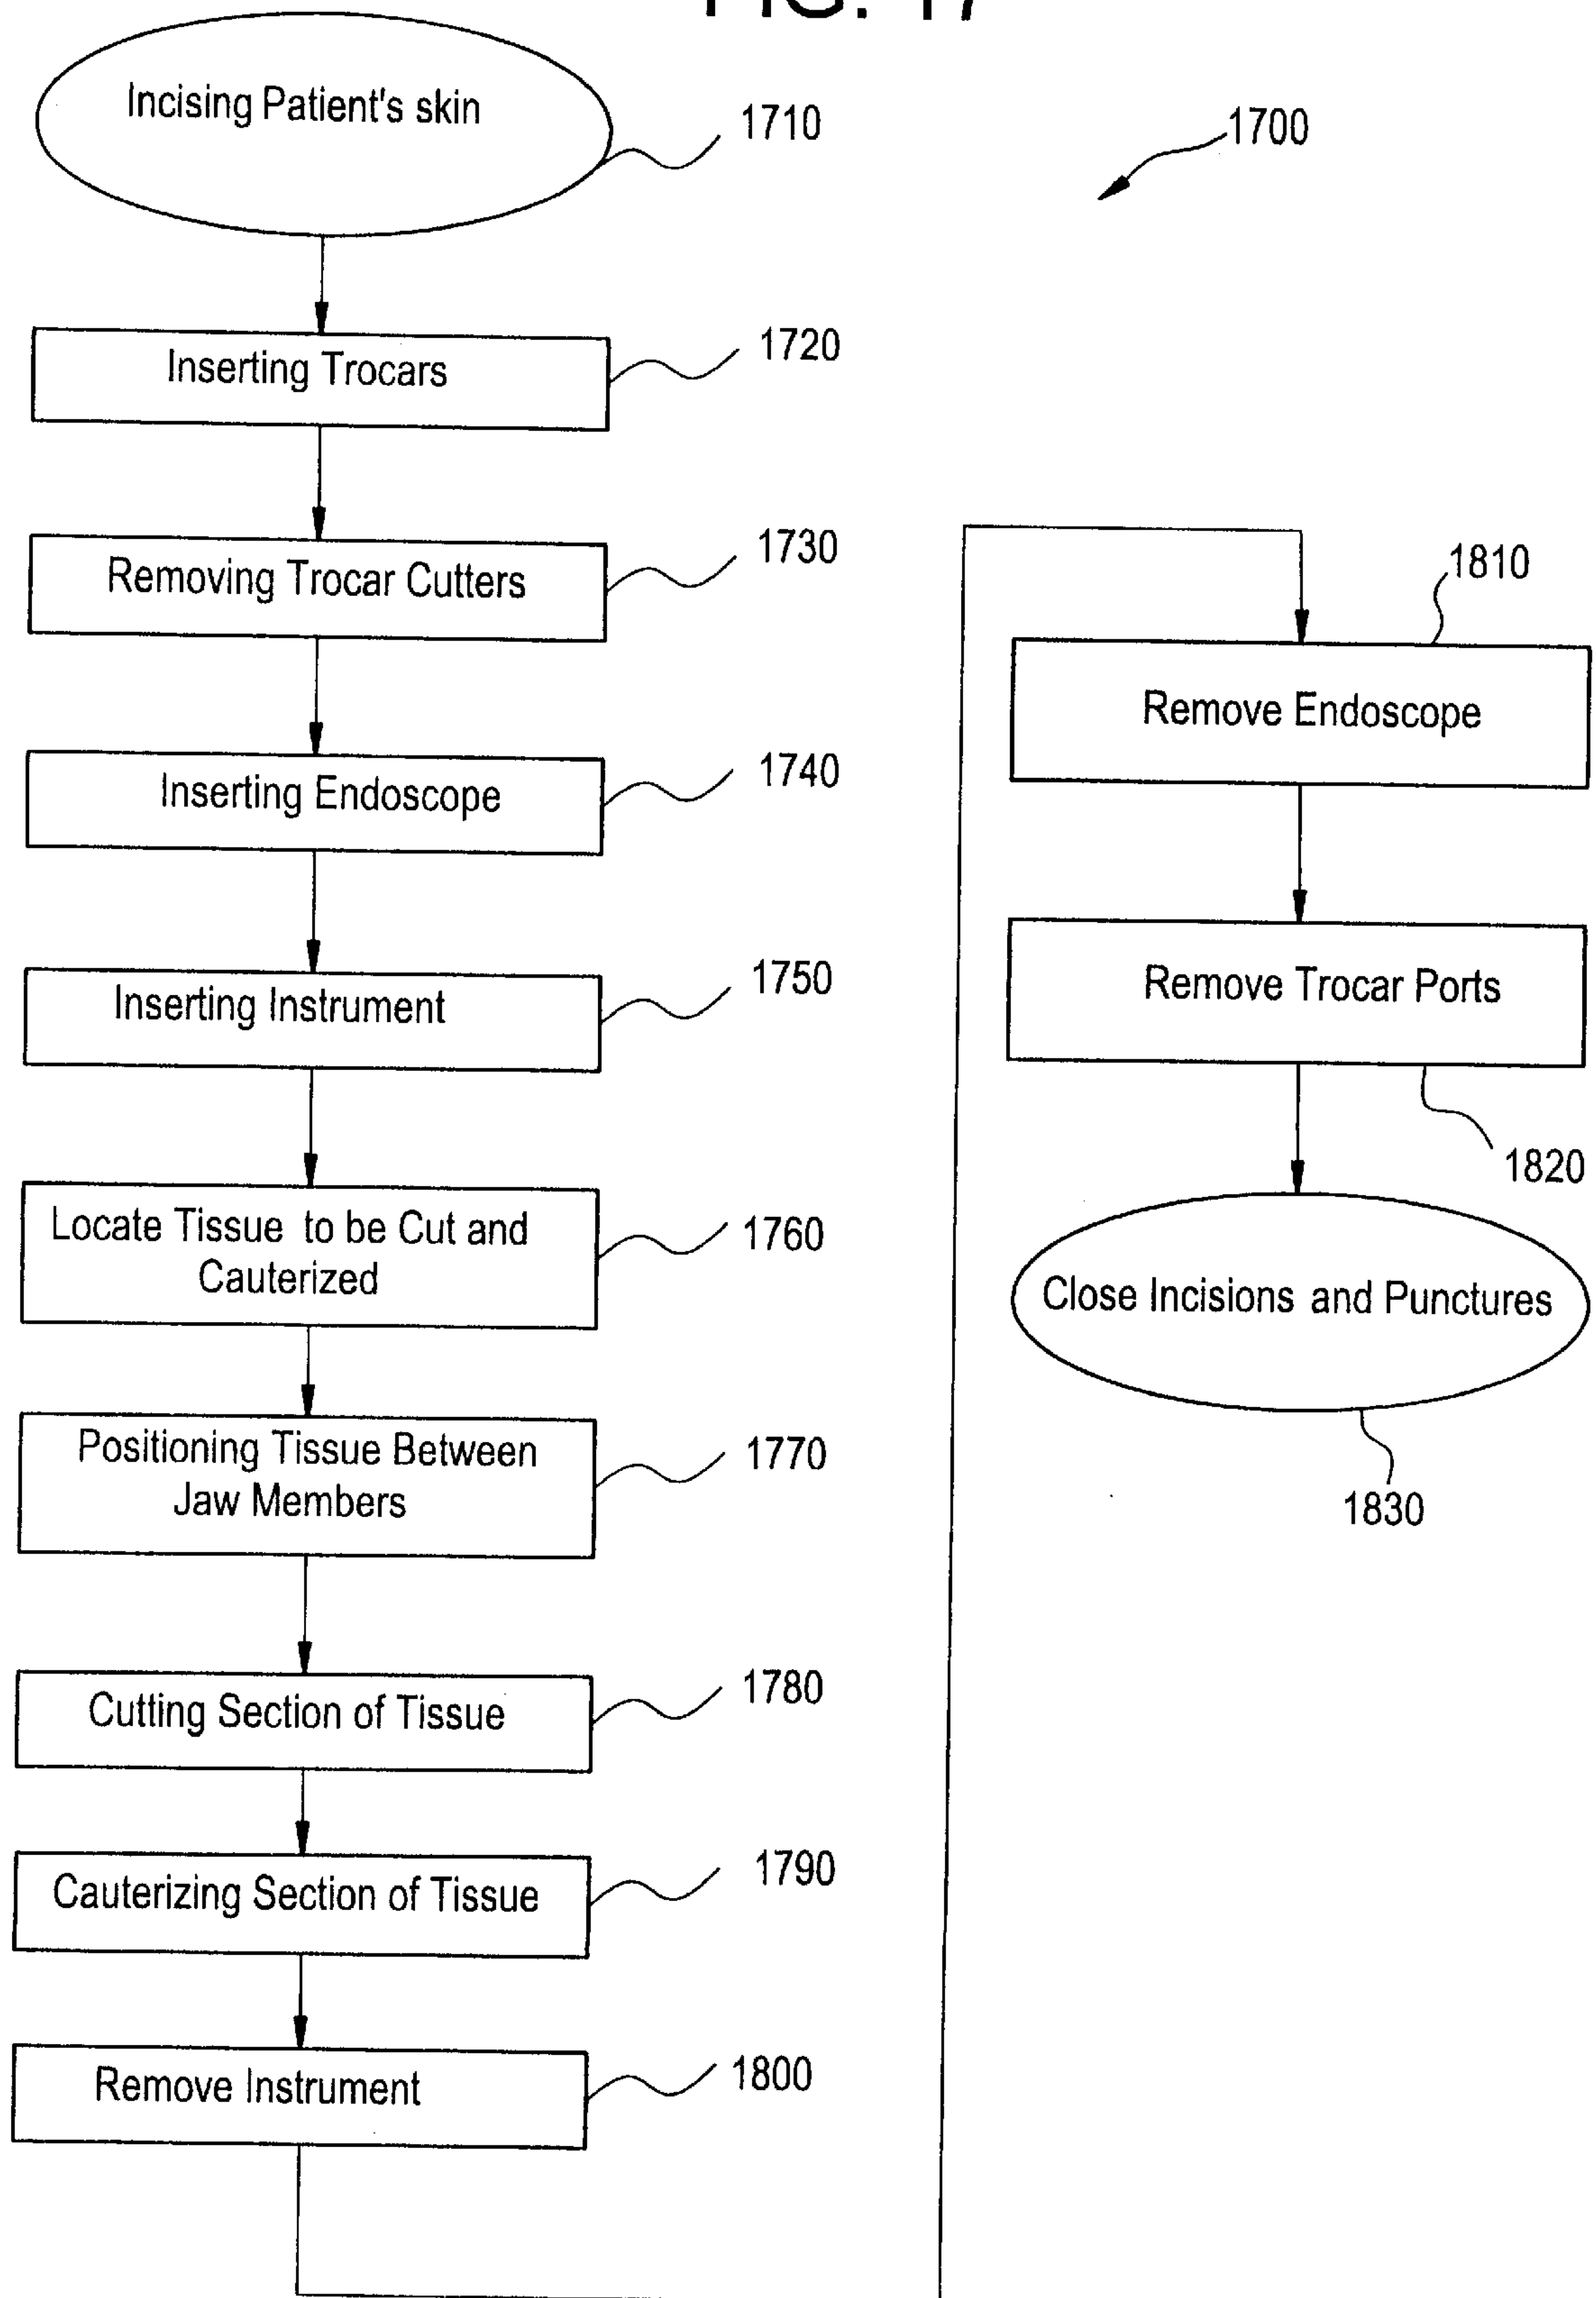 FIG. 17
Incising Patient's skin
1710
1700
Inserting Trocars
1720
Removing Trocar Cutters
1730
Inserting Endoscope
1740
Inserting Instrument
1750
Locate Tissue to be Cut and
Cauterized
1760
Positioning Tissue Between
Jaw Members
1770
Cutting Section of Tissue
1780
Cauterizing Section of Tissue
1790
Remove Instrument
1800
1810
Remove Endoscope
Remove Trocar Ports
1820
Close Incisions and Punctures
1830